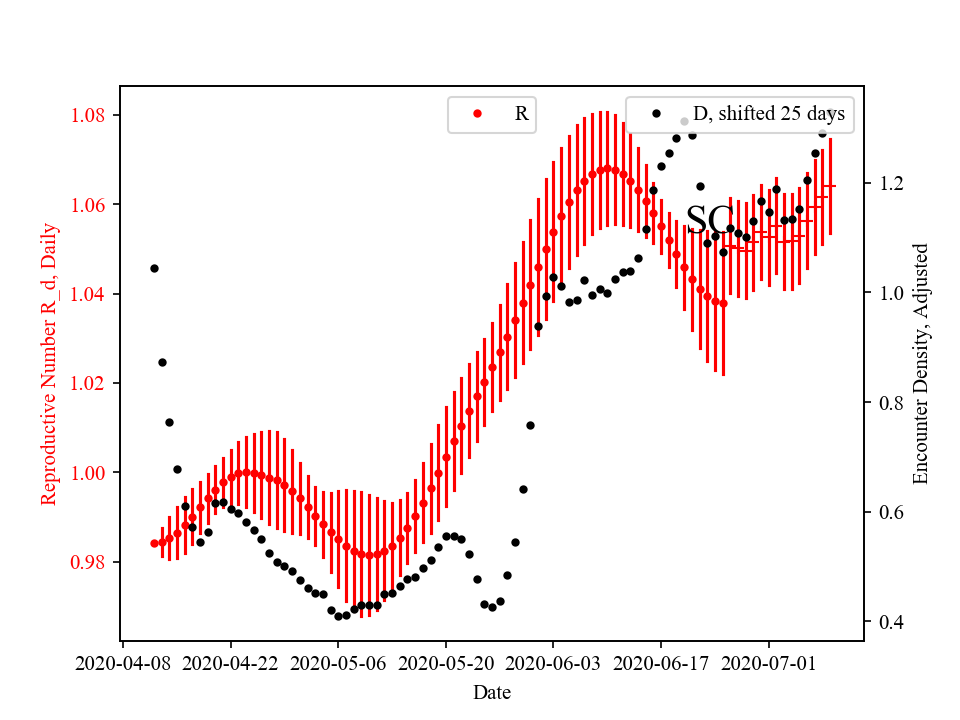 R
D, shifted 25 days
SC
Reproductive Number R_d, Daily
1.08
1.06
1.04
1.02
1.00
0.98
1.2
1.0
0.8
0.6
0.4
Encounter Density, Adjusted
2020-04-08 2020-04-22 2020-05-06 2020-05-20 2020-06-03 2020-06-17 2020-07-01
Date